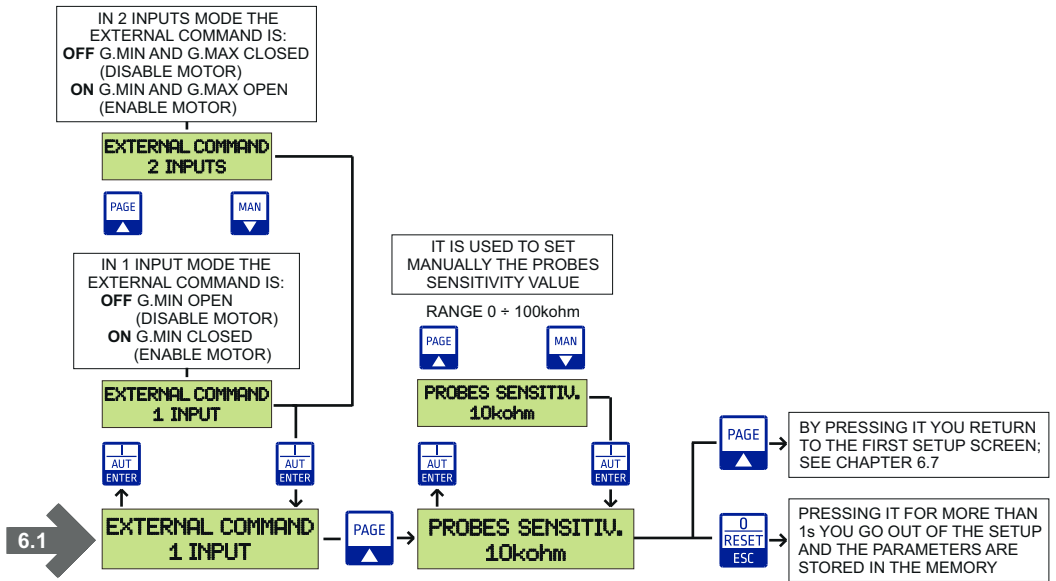 IN 2 INPUTS MODE THE
EXTERNAL COMMAND IS:
OFF G.MIN AND G.MAX CLOSED
(DISABLE MOTOR)
ON G.MIN AND G.MAX OPEN
(ENABLE MOTOR)
EXTERNAL COMMAND
2 INPUTS
PAGE
MAN
IN 1 INPUT MODE THE
EXTERNAL COMMAND IS:
OFF G.MIN OPEN
(DISABLE MOTOR)
ON G.MIN CLOSED
(ENABLE MOTOR)
EXTERNAL COMMAND
1 INPUT
I
AUT
ENTER
I
AUT
ENTER
6.1
EXTERNAL COMMAND
1 INPUT
PAGE
IT IS USED TO SET
MANUALLY THE PROBES
SENSITIVITY VALUE
RANGE 0 ÷ 100kohm
PAGE
MAN
PROBES SENSITIV.
10kohm
I
AUT
ENTER
I
AUT
ENTER
PROBES SENSITIV.
10kohm
PAGE
BY PRESSING IT YOU RETURN
TO THE FIRST SETUP SCREEN;
SEE CHAPTER 6.7
0
RESET
ESC
PRESSING IT FOR MORE THAN
1s YOU GO OUT OF THE SETUP
AND THE PARAMETERS ARE
STORED IN THE MEMORY